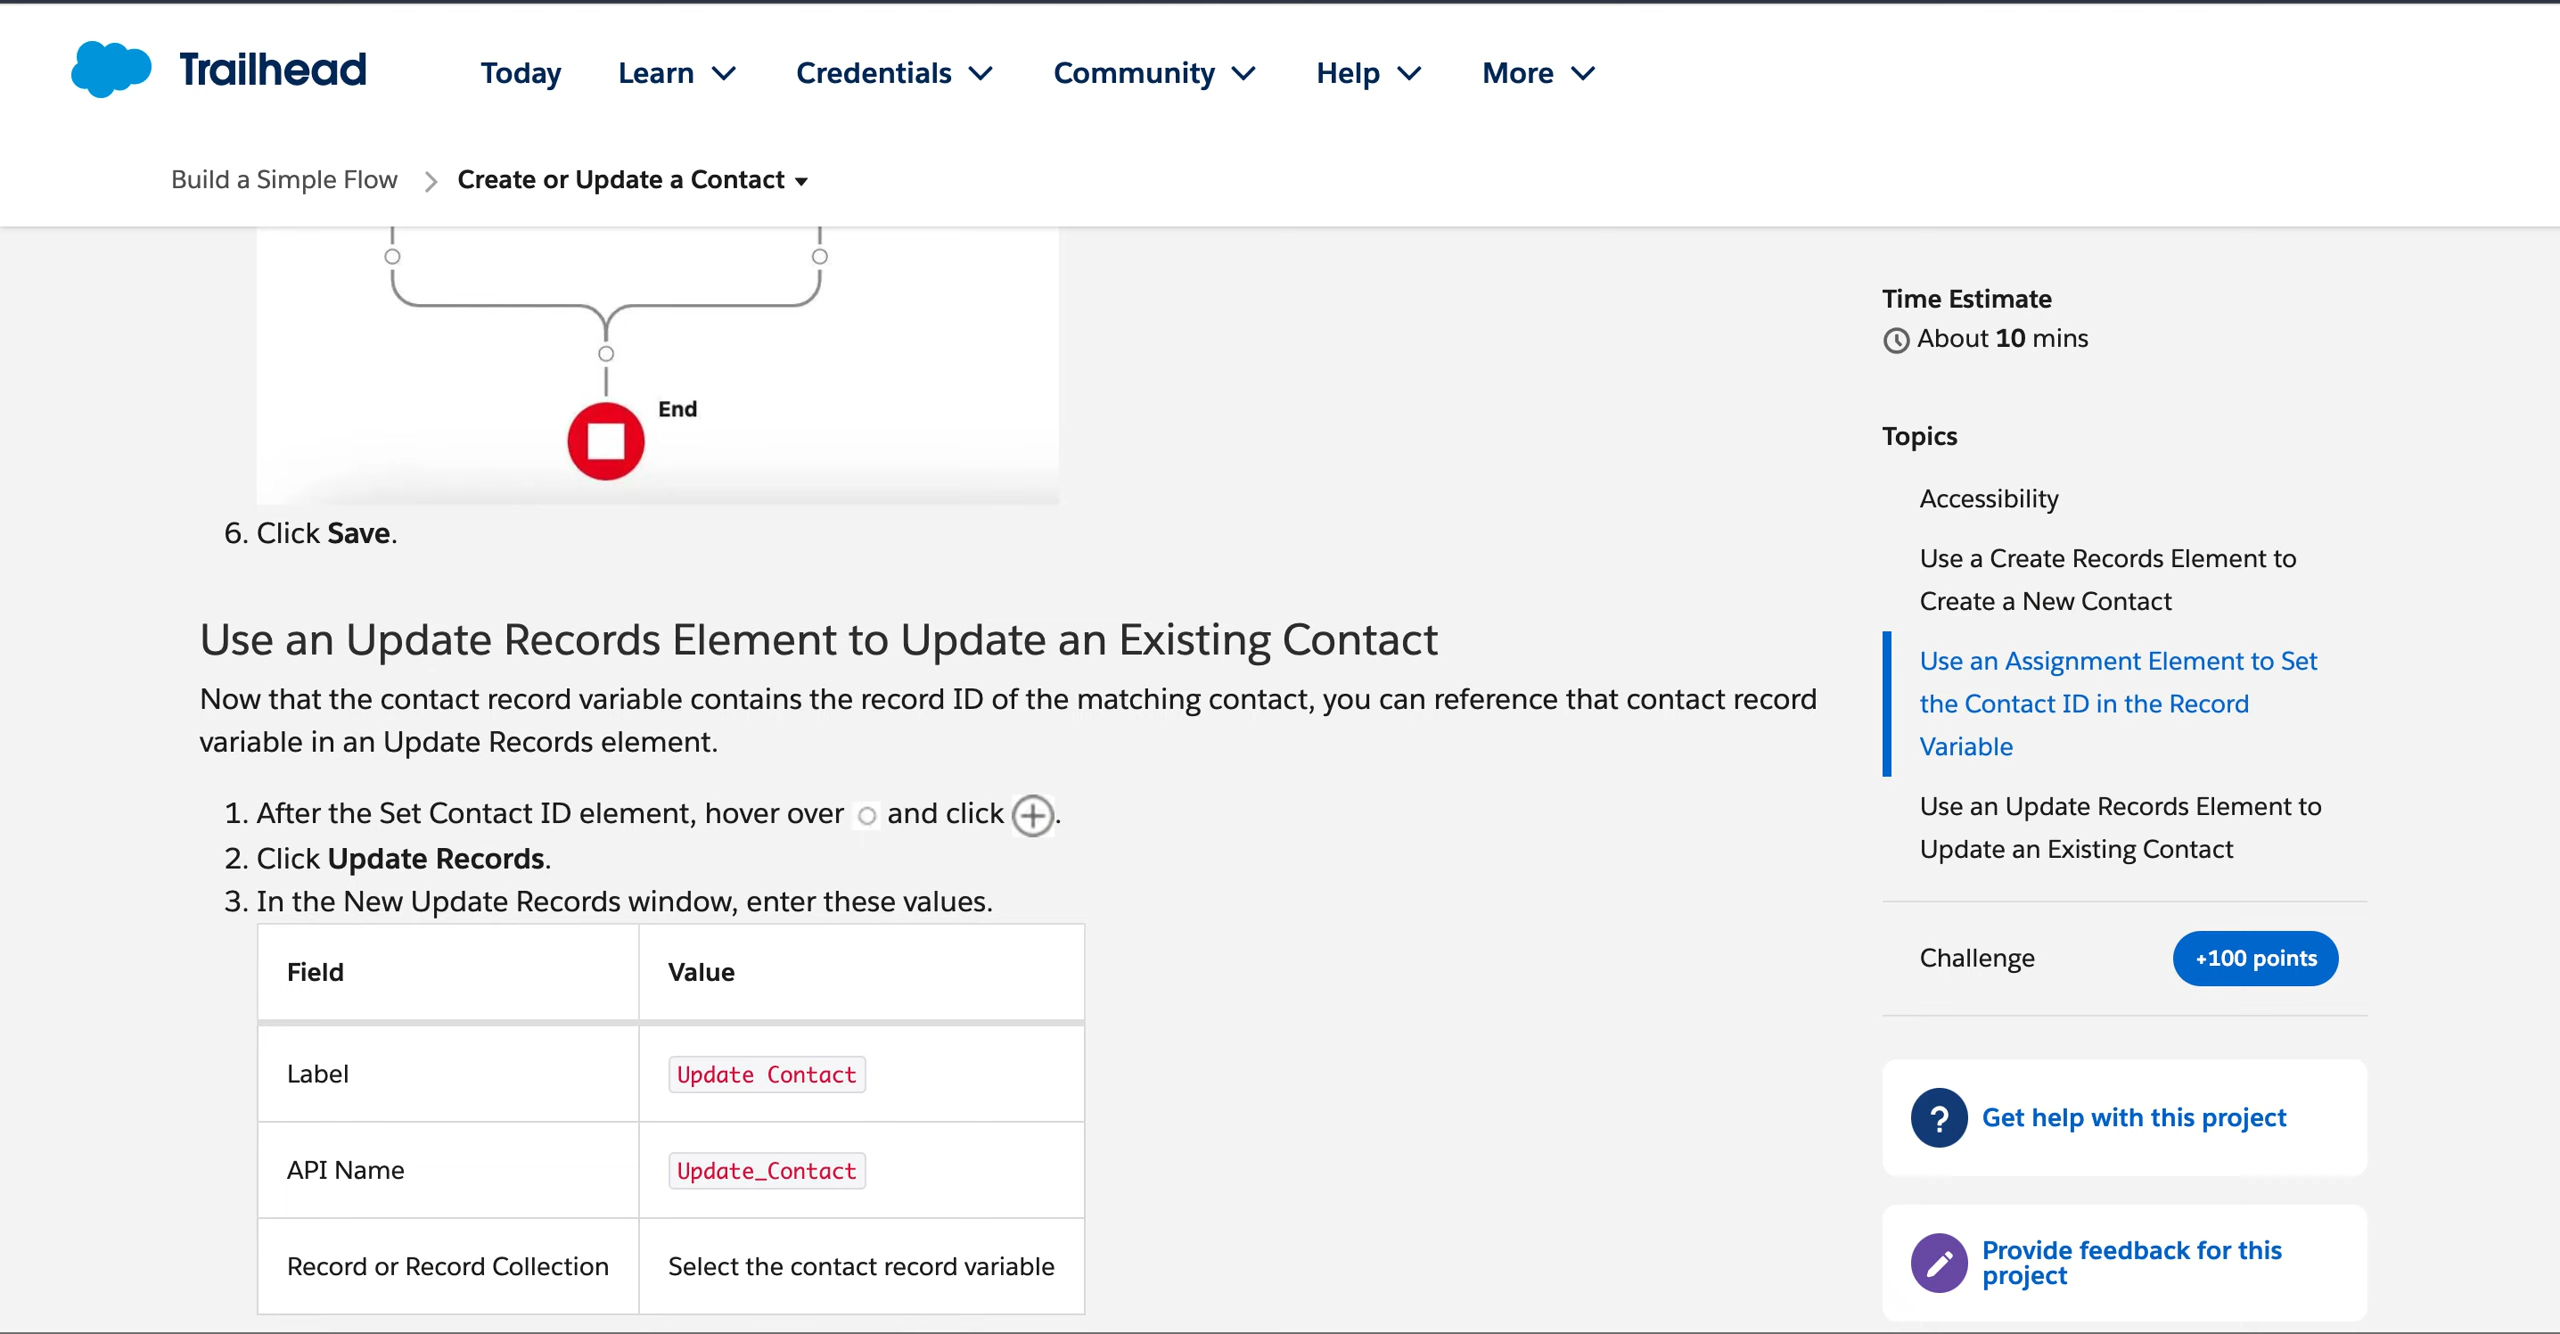 Trailhead
Today
Learn
Credentials
Community
Help
More
Build a Simple Flow
Create or Update a Contact
End
6. Click Save.
Use an Update Records Element to Update an Existing Contact
Now that the contact record variable contains the record ID of the matching contact, you can reference that contact record
variable in an Update Records element.
1. After the Set Contact ID element, hover over and click .
2. Click Update Records.
3. In the New Update Records window, enter these values.
Field Value
Label Update Contact
API Name Update_Contact
Record or Record Collection Select the contact record variable
Time Estimate
About 10 mins
Topics
Accessibility
Use a Create Records Element to
Create a New Contact
Use an Assignment Element to Set
the Contact ID in the Record
Variable
Use an Update Records Element to
Update an Existing Contact
Challenge +100 points
? Get help with this project
Provide feedback for this
project